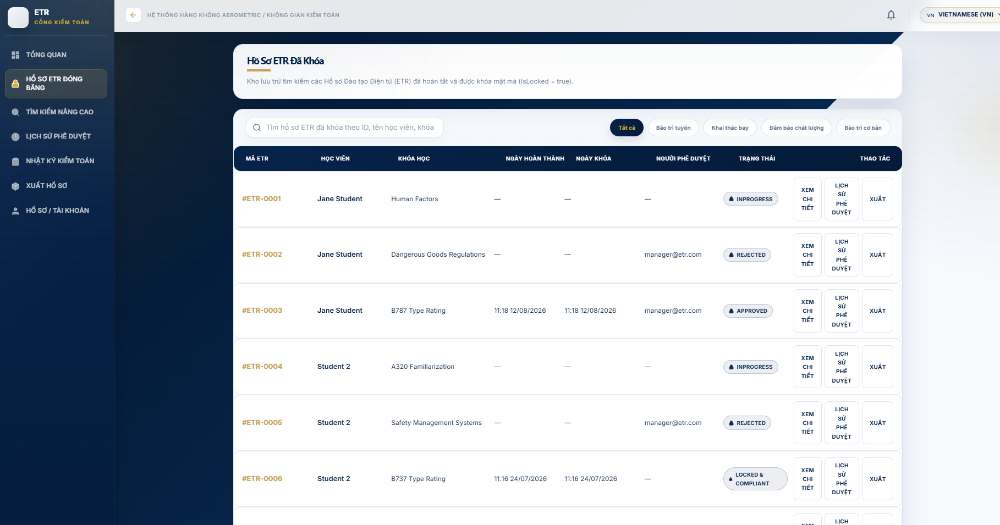 ETR
CỔNG KIỂM TOÁN
HỆ THỐNG HÀNG KHÔNG AEROMETRIC / KHÔNG GIAN KIỂM TOÁN
VN VIETNAMESE (VN)
TỔNG QUAN
HỒ SƠ ETR ĐÓNG
BĂNG
TÌM KIẾM NÂNG CAO
LỊCH SỬ PHÊ DUYỆT
NHẬT KÝ KIỂM TOÁN
XUẤT HỒ SƠ
HỒ SƠ / TÀI KHOẢN
Hồ Sơ ETR Đã Khóa
Kho lưu trữ tìm kiếm các Hồ sơ Đào tạo Điện tử (ETR) đã hoàn tất và được khóa mật mã (IsLocked = true).
Tìm hồ sơ ETR đã khóa theo ID, tên học viên, khóa
Tất cả
Bảo trì tuyến
Khai thác bay
Đảm bảo chất lượng
Bảo trì cơ bản
MÃ ETR HỌC VIÊN KHÓA HỌC NGÀY HOÀN THÀNH NGÀY KHÓA NGƯỜI PHÊ DUYỆT TRẠNG THÁI THAO TÁC
#ETR-0001 Jane Student Human Factors — — — INPROGRESS
XEM
CHI
TIẾT
LỊCH
SỬ
PHÊ
DUYỆT
XUẤT
#ETR-0002 Jane Student Dangerous Goods Regulations — — manager@etr.com REJECTED
XEM
CHI
TIẾT
LỊCH
SỬ
PHÊ
DUYỆT
XUẤT
#ETR-0003 Jane Student B787 Type Rating 11:18 12/08/2026 11:18 12/08/2026 manager@etr.com APPROVED
XEM
CHI
TIẾT
LỊCH
SỬ
PHÊ
DUYỆT
XUẤT
#ETR-0004 Student 2 A320 Familiarization — — — INPROGRESS
XEM
CHI
TIẾT
LỊCH
SỬ
PHÊ
DUYỆT
XUẤT
#ETR-0005 Student 2 Safety Management Systems — — manager@etr.com REJECTED
XEM
CHI
TIẾT
LỊCH
SỬ
PHÊ
DUYỆT
XUẤT
#ETR-0006 Student 2 B737 Type Rating 11:16 24/07/2026 11:16 24/07/2026 — LOCKED &
COMPLIANT
XEM
CHI
TIẾT
LỊCH
SỬ
PHÊ
DUYỆT
XUẤT
XEM
LỊCH